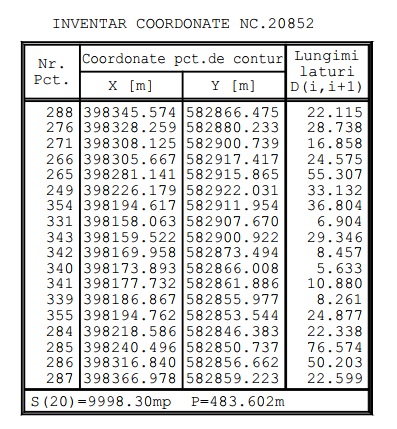 INVENTAR COORDONATE NC.20852
Nr. Pct. Coordonate pct.de contur Lungimi laturi D(i,i+1)
X [m] Y [m]
288 398345.574 582866.475 22.115
276 398328.259 582880.233 28.738
271 398308.125 582900.739 16.858
266 398305.667 582917.417 24.575
265 398281.141 582915.865 55.307
249 398226.179 582922.031 33.132
354 398194.617 582911.954 36.804
331 398158.063 582907.670 6.904
343 398159.522 582900.922 29.346
342 398169.958 582873.494 8.457
340 398173.893 582866.008 5.633
341 398177.732 582861.886 10.880
339 398186.867 582855.977 8.261
355 398194.762 582853.544 24.877
284 398218.586 582846.383 22.338
285 398240.496 582850.737 76.574
286 398316.840 582856.662 50.203
287 398366.978 582859.223 22.599
S(20)=9998.30mp P=483.602m